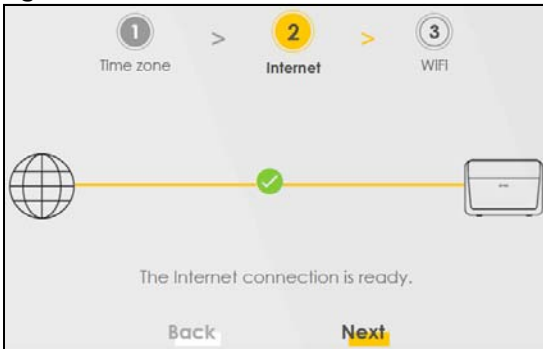 1 > 2 > 3
Time zone Internet WiFi
The Internet connection is ready.
Back Next